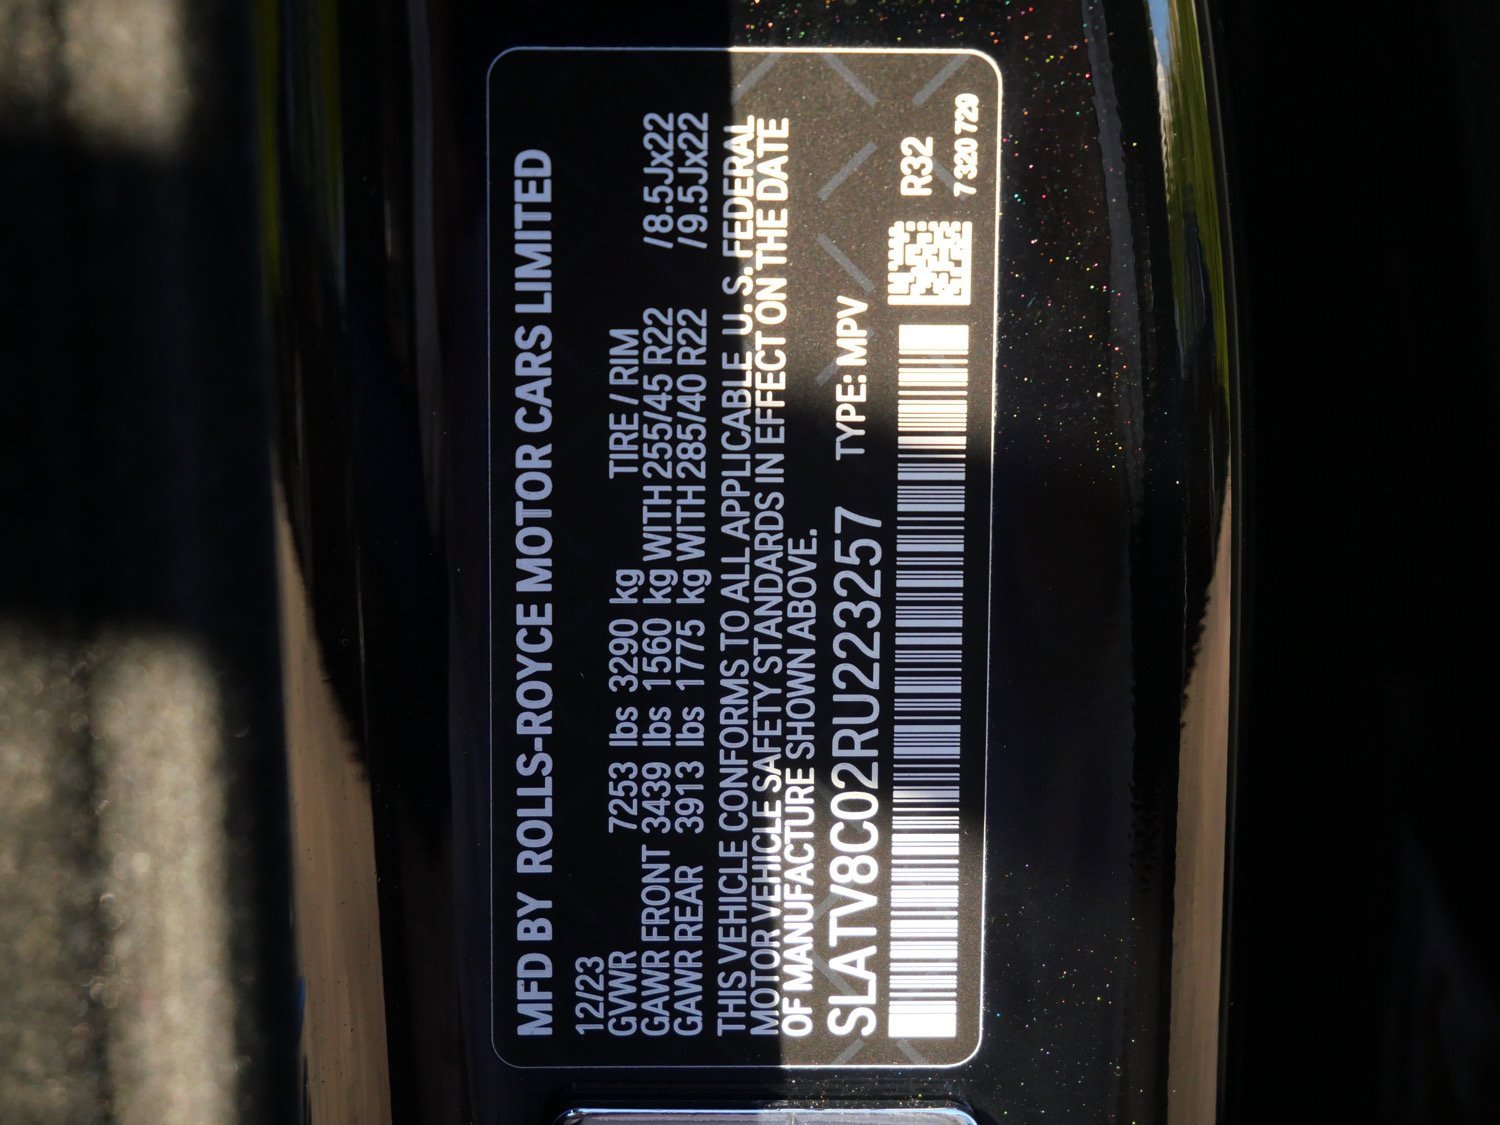 MFD BY ROLLS-ROYCE MOTOR CARS LIMITED
12/23
GVWR 7253 lbs 3290 kg TIRE / RIM
GAWR FRONT 3439 lbs 1560 kg WITH 255/45 R22 / 8.5Jx22
GAWR REAR 3913 lbs 1775 kg WITH 285/40 R22 / 9.5Jx22
THIS VEHICLE CONFORMS TO ALL APPLICABLE U. S. FEDERAL
MOTOR VEHICLE SAFETY STANDARDS IN EFFECT ON THE DATE
OF MANUFACTURE SHOWN ABOVE.
SLATV8C02RU223257 TYPE: MPV
R32
7 320 729